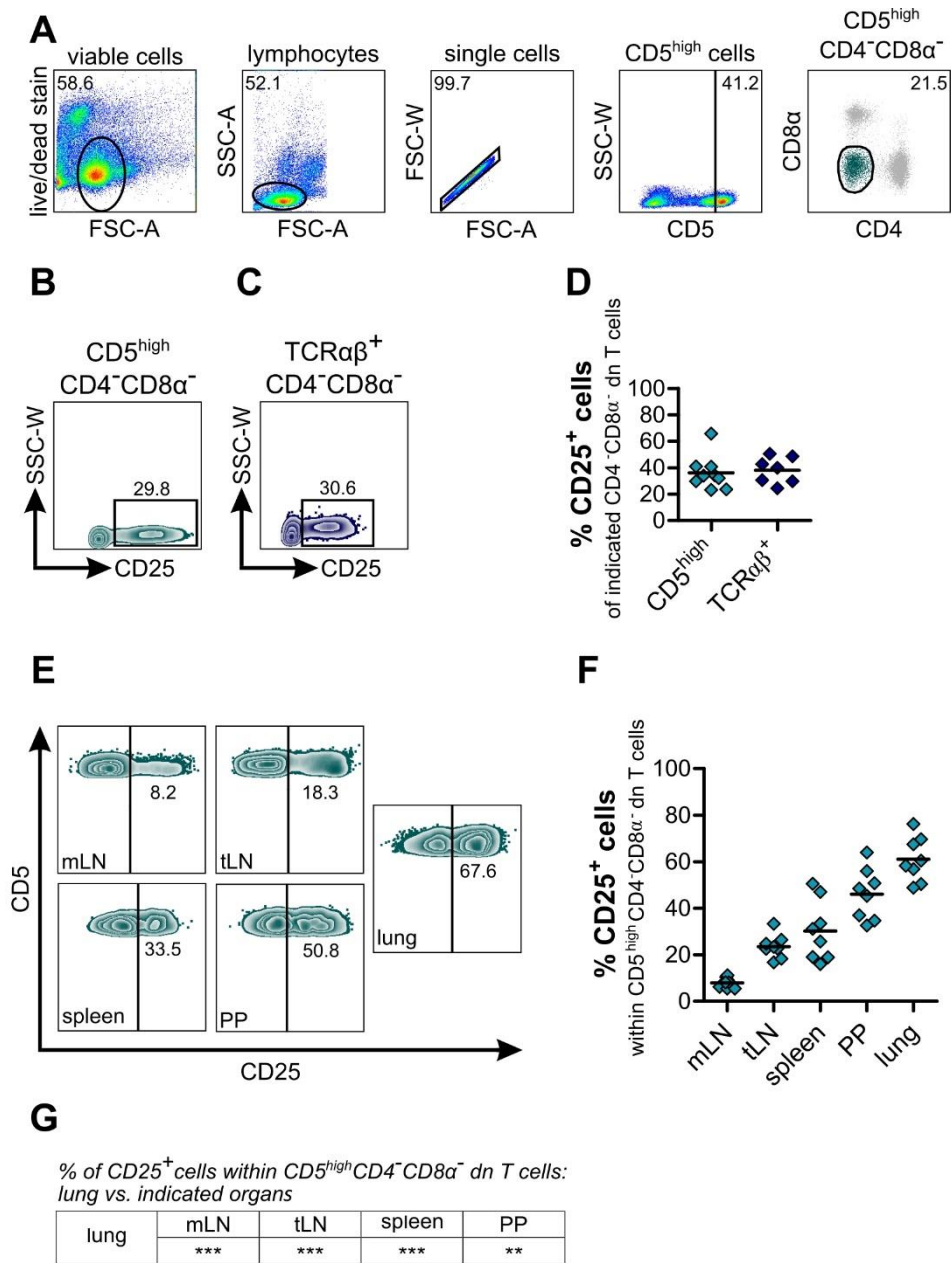 A
viable cells
58.6
live/dead stain
FSC-A
lymphocytes
52.1
SSC-A
FSC-A
single cells
99.7
FSC-W
FSC-A
CD5high cells
41.2
SSC-W
CD5
CD5high
CD4-CD8α-
21.5
CD8α
CD4
B
CD5high
CD4-CD8α-
SSC-W
29.8
CD25
C
TCRαβ+
CD4-CD8α-
SSC-W
30.6
CD25
D
% CD25+ cells
of indicated CD4-CD8α- dn T cells
100
80
60
40
20
0
CD5high
TCRαβ+
E
CD5
8.2
mLN
18.3
tLN
67.6
lung
33.5
spleen
50.8
PP
CD25
F
% CD25+ cells
within CD5highCD4-CD8α- dn T cells
100
80
60
40
20
0
mLN
tLN
spleen
PP
lung
G
% of CD25+cells within CD5highCD4-CD8α- dn T cells:
lung vs. indicated organs
lung mLN tLN spleen PP
*** *** *** **